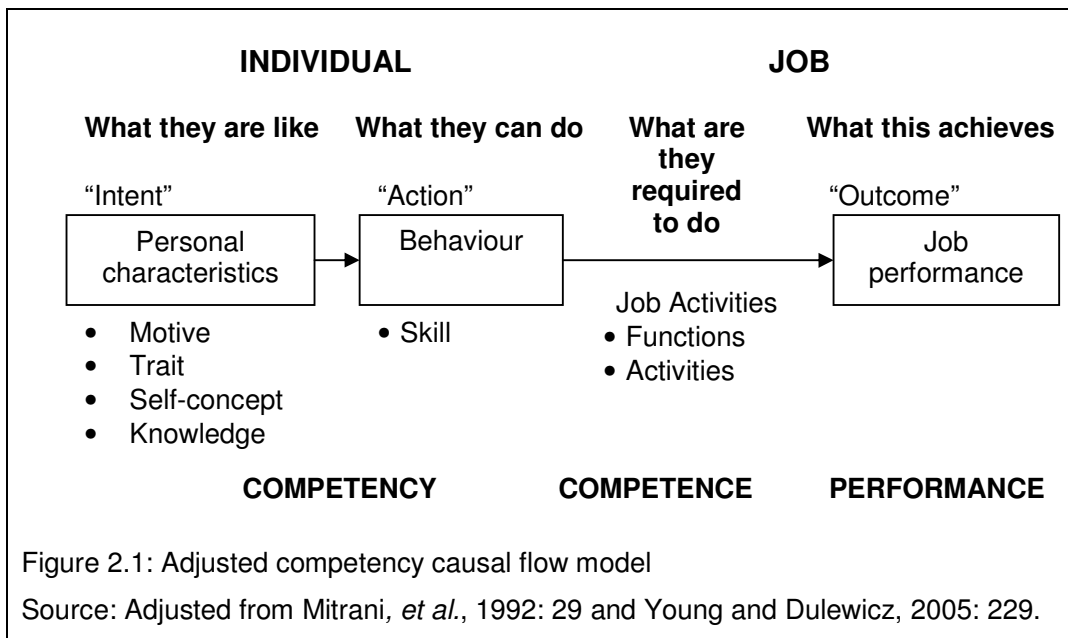 INDIVIDUAL JOB
What they are like What they can do What are they required to do What this achieves
“Intent” “Action” “Outcome”
Personal characteristics
Behaviour
Job performance
• Motive
• Trait
• Self-concept
• Knowledge
• Skill
Job Activities
• Functions
• Activities
COMPETENCY COMPETENCE PERFORMANCE
Figure 2.1: Adjusted competency causal flow model
Source: Adjusted from Mitrani, et al., 1992: 29 and Young and Dulewicz, 2005: 229.